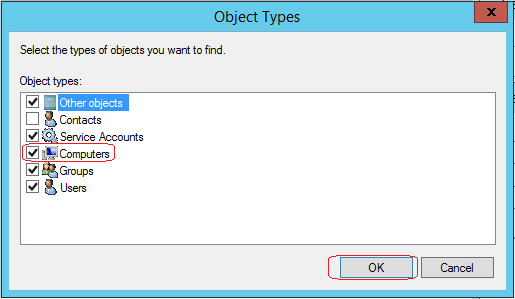 Object Types
x
Select the types of objects you want to find.
Object types:
Other objects
Contacts
Service Accounts
Computers
Groups
Users
OK
Cancel